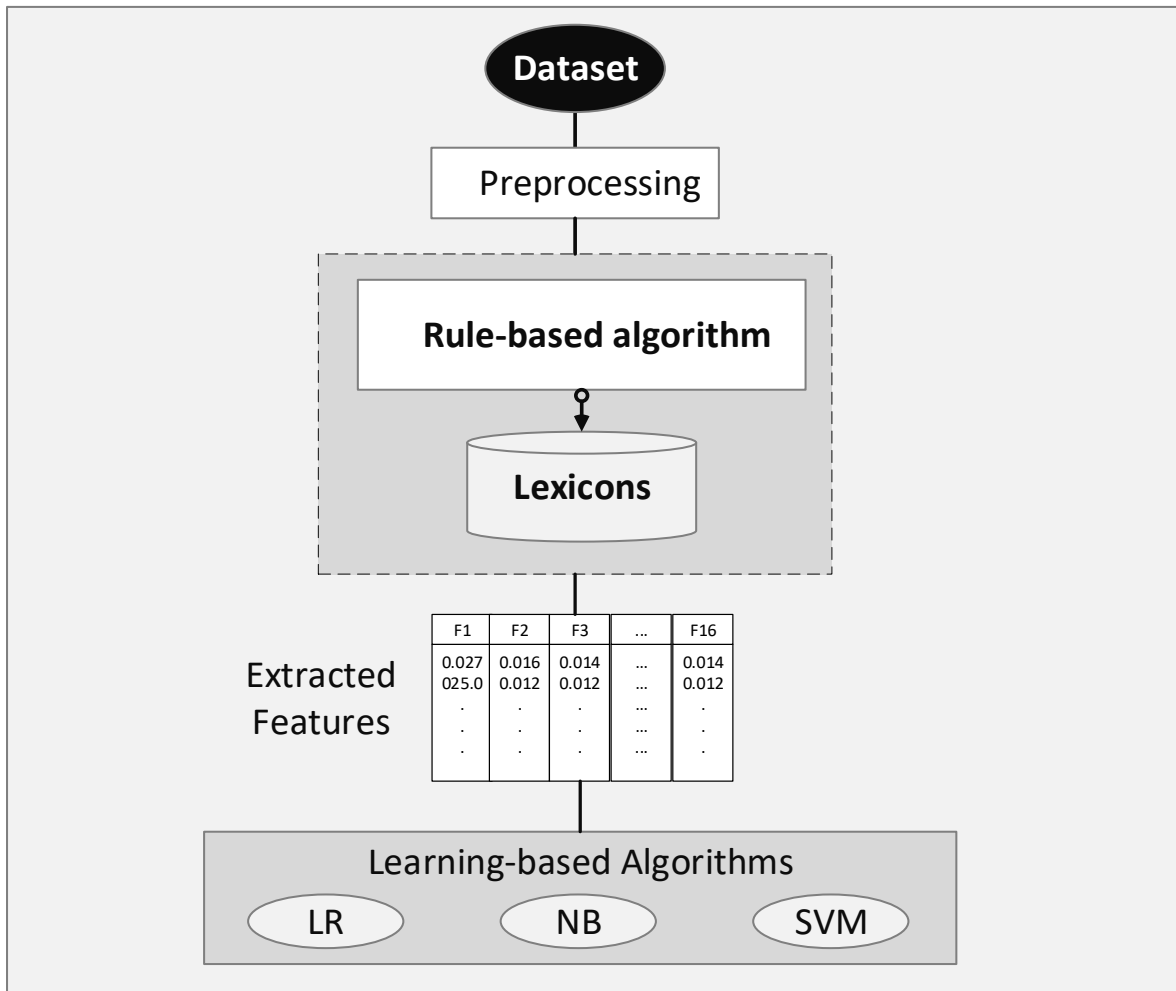 Dataset
Preprocessing
Rule-based algorithm
Lexicons
F1 F2 F3 ... F16
0.027 0.016 0.014 ... 0.014
025.0 0.012 0.012 ... 0.012
. . . ... .
. . . ... .
. . . ... .
Extracted
Features
Learning-based Algorithms
LR NB SVM